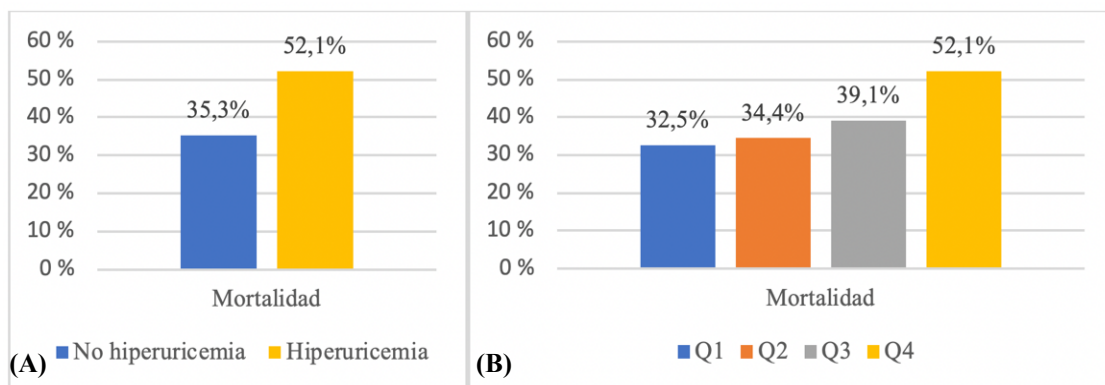 60 %
50 %
40 %
30 %
20 %
10 %
0 %
35,3%
52,1%
Mortalidad
No hiperuricemia
Hiperuricemia
(A)
60 %
50 %
40 %
30 %
20 %
10 %
0 %
32,5%
34,4%
39,1%
52,1%
Mortalidad
Q1
Q2
Q3
Q4
(B)